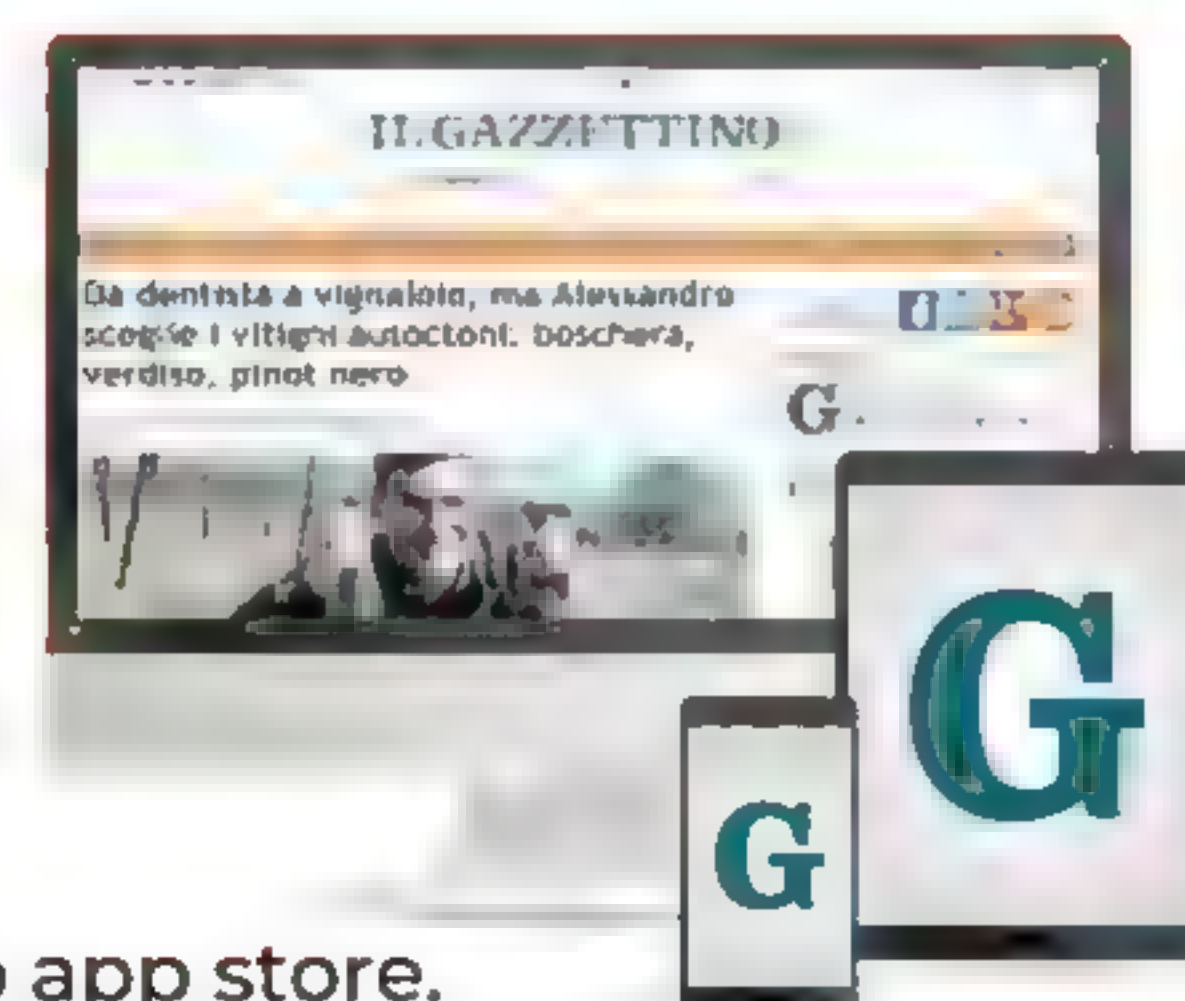 IL GAZZETTINO
Da dentista a vignaiolo, ma Alessandro
sceglie i vitigni autoctoni: boschera,
verdiso, pinot nero
G
G
G
app store.